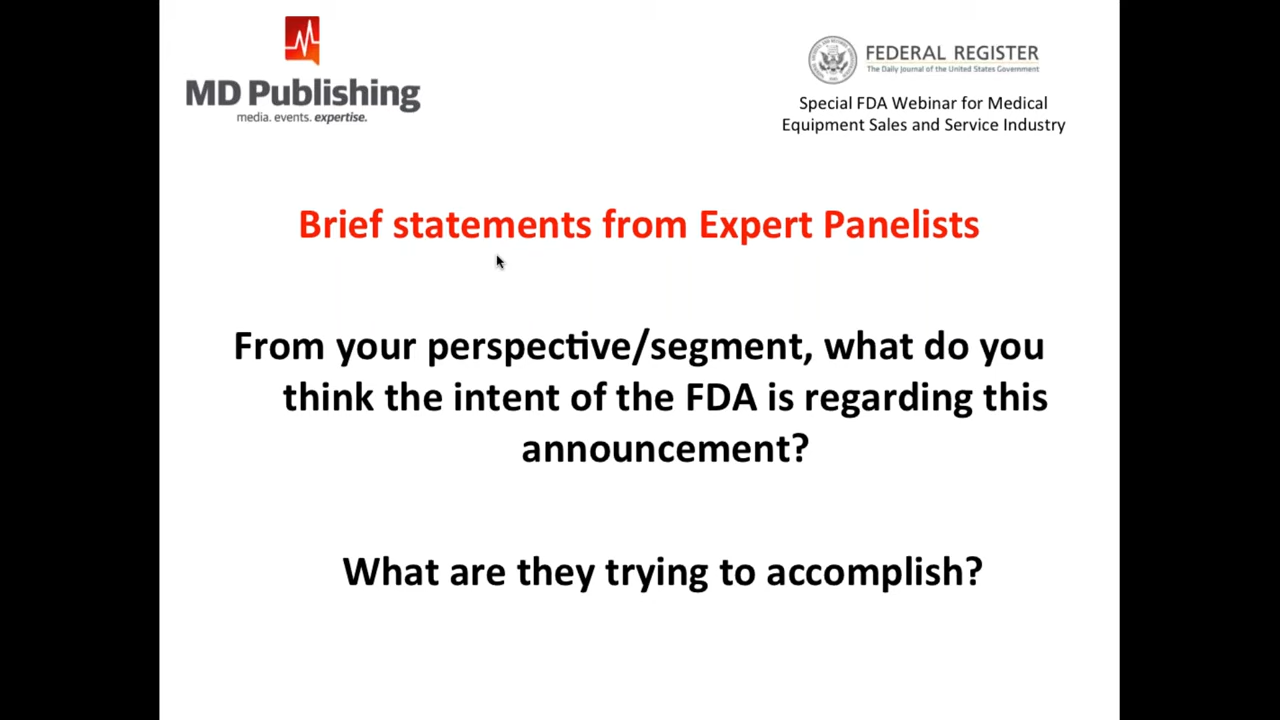 MD Publishing
media. events. expertise.
FEDERAL REGISTER
The Daily Journal of the United States Government
Special FDA Webinar for Medical
Equipment Sales and Service Industry
Brief statements from Expert Panelists
From your perspective/segment, what do you
think the intent of the FDA is regarding this
announcement?
What are they trying to accomplish?